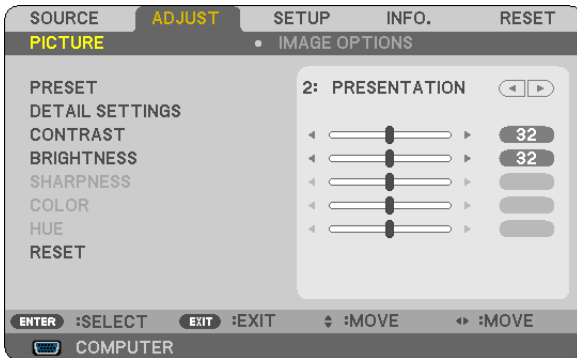 SOURCE ADJUST SETUP INFO. RESET
PICTURE • IMAGE OPTIONS
PRESET 2: PRESENTATION
DETAIL SETTINGS
CONTRAST 32
BRIGHTNESS 32
SHARPNESS
COLOR
HUE
RESET
ENTER :SELECT EXIT :EXIT :MOVE :MOVE
COMPUTER